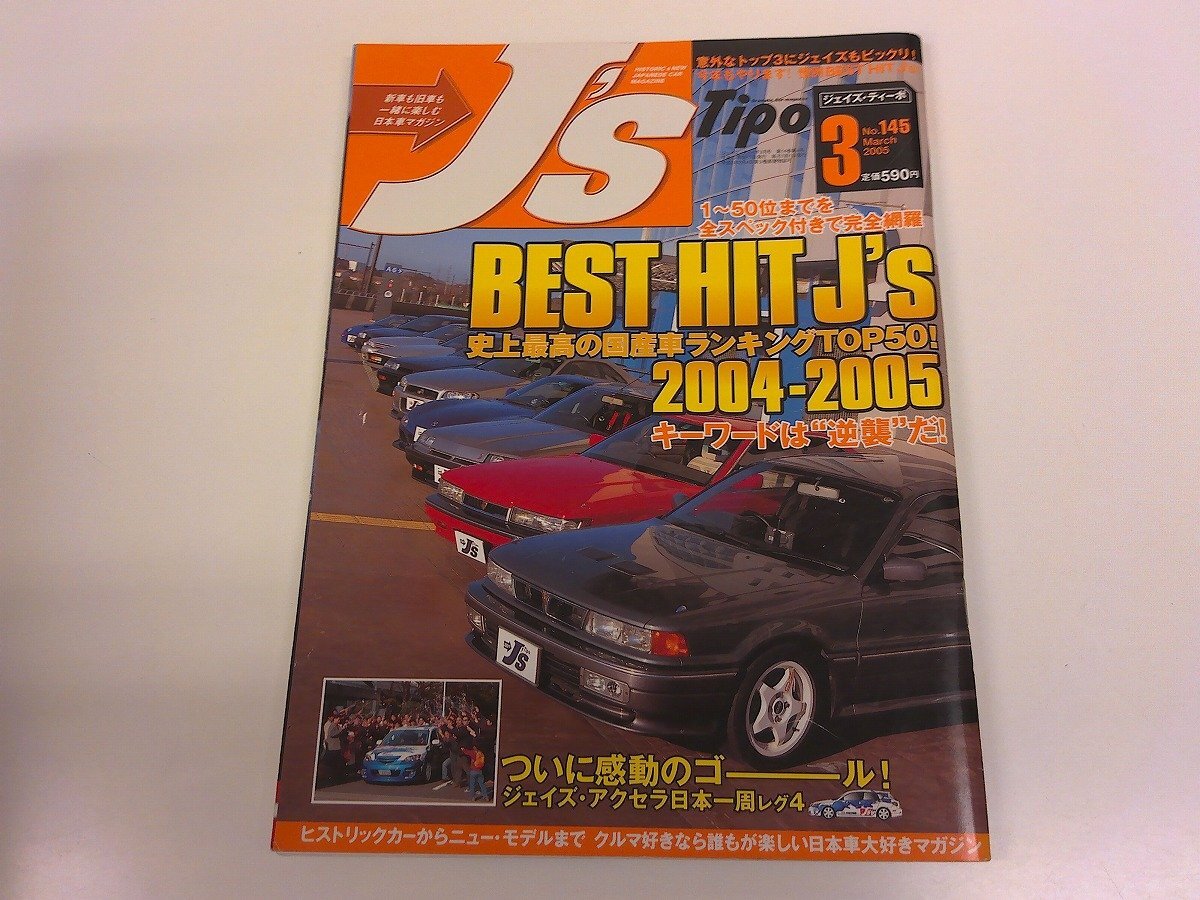 新車も旧車も
一緒に楽しむ
日本車マガジン
J's
HISTORIC & NEW
JAPANESE CAR
MAGAZINE
意外なトップ3にジェイズもビックリ!
Tipo
ジェイズ・ティーポ
3
No.145
March
2005
定価590円
1〜50位までを
全スペック付きで完全網羅
BEST HIT J's
史上最高の国産車ランキングTOP50!
2004-2005
キーワードは“逆襲”だ!
J's
J's
ついに感動のゴ────ル!
ジェイズ・アクセラ日本一周レグ4
ヒストリックカーからニュー・モデルまで クルマ好きなら誰もが楽しい日本車大好きマガジン